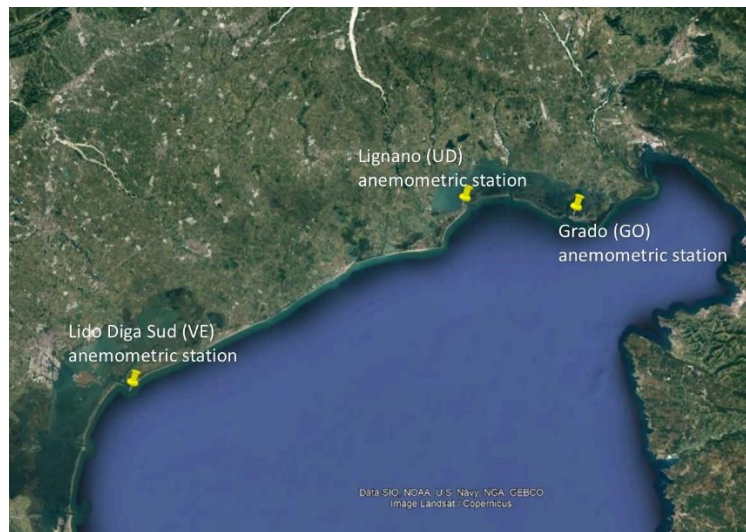 Lignano (UD)
anemometric station
Grado (GO)
anemometric station
Lido Diga Sud (VE)
anemometric station
Data SIO, NOAA, U.S. Navy, NGA, GEBCO
Image Landsat / Copernicus